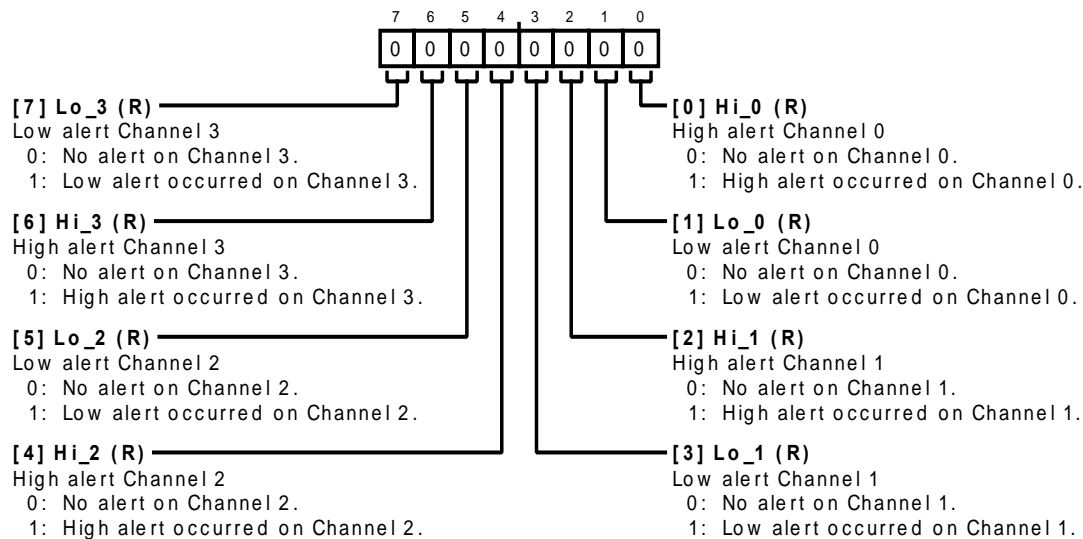 7 6 5 4 3 2 1 0
0 0 0 0 0 0 0 0
[7] Lo_3 (R)
Low alert Channel 3
0: No alert on Channel 3.
1: Low alert occurred on Channel 3.
[6] Hi_3 (R)
High alert Channel 3
0: No alert on Channel 3.
1: High alert occurred on Channel 3.
[5] Lo_2 (R)
Low alert Channel 2
0: No alert on Channel 2.
1: Low alert occurred on Channel 2.
[4] Hi_2 (R)
High alert Channel 2
0: No alert on Channel 2.
1: High alert occurred on Channel 2.
[0] Hi_0 (R)
High alert Channel 0
0: No alert on Channel 0.
1: High alert occurred on Channel 0.
[1] Lo_0 (R)
Low alert Channel 0
0: No alert on Channel 0.
1: Low alert occurred on Channel 0.
[2] Hi_1 (R)
High alert Channel 1
0: No alert on Channel 1.
1: High alert occurred on Channel 1.
[3] Lo_1 (R)
Low alert Channel 1
0: No alert on Channel 1.
1: Low alert occurred on Channel 1.